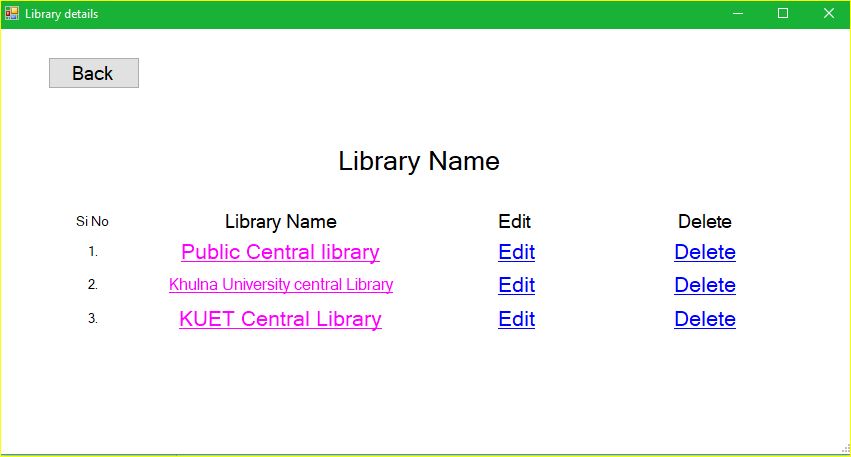 Library details
Back
Library Name
Si No Library Name Edit Delete
1. Public Central library Edit Delete
2. Khulna University central Library Edit Delete
3. KUET Central Library Edit Delete